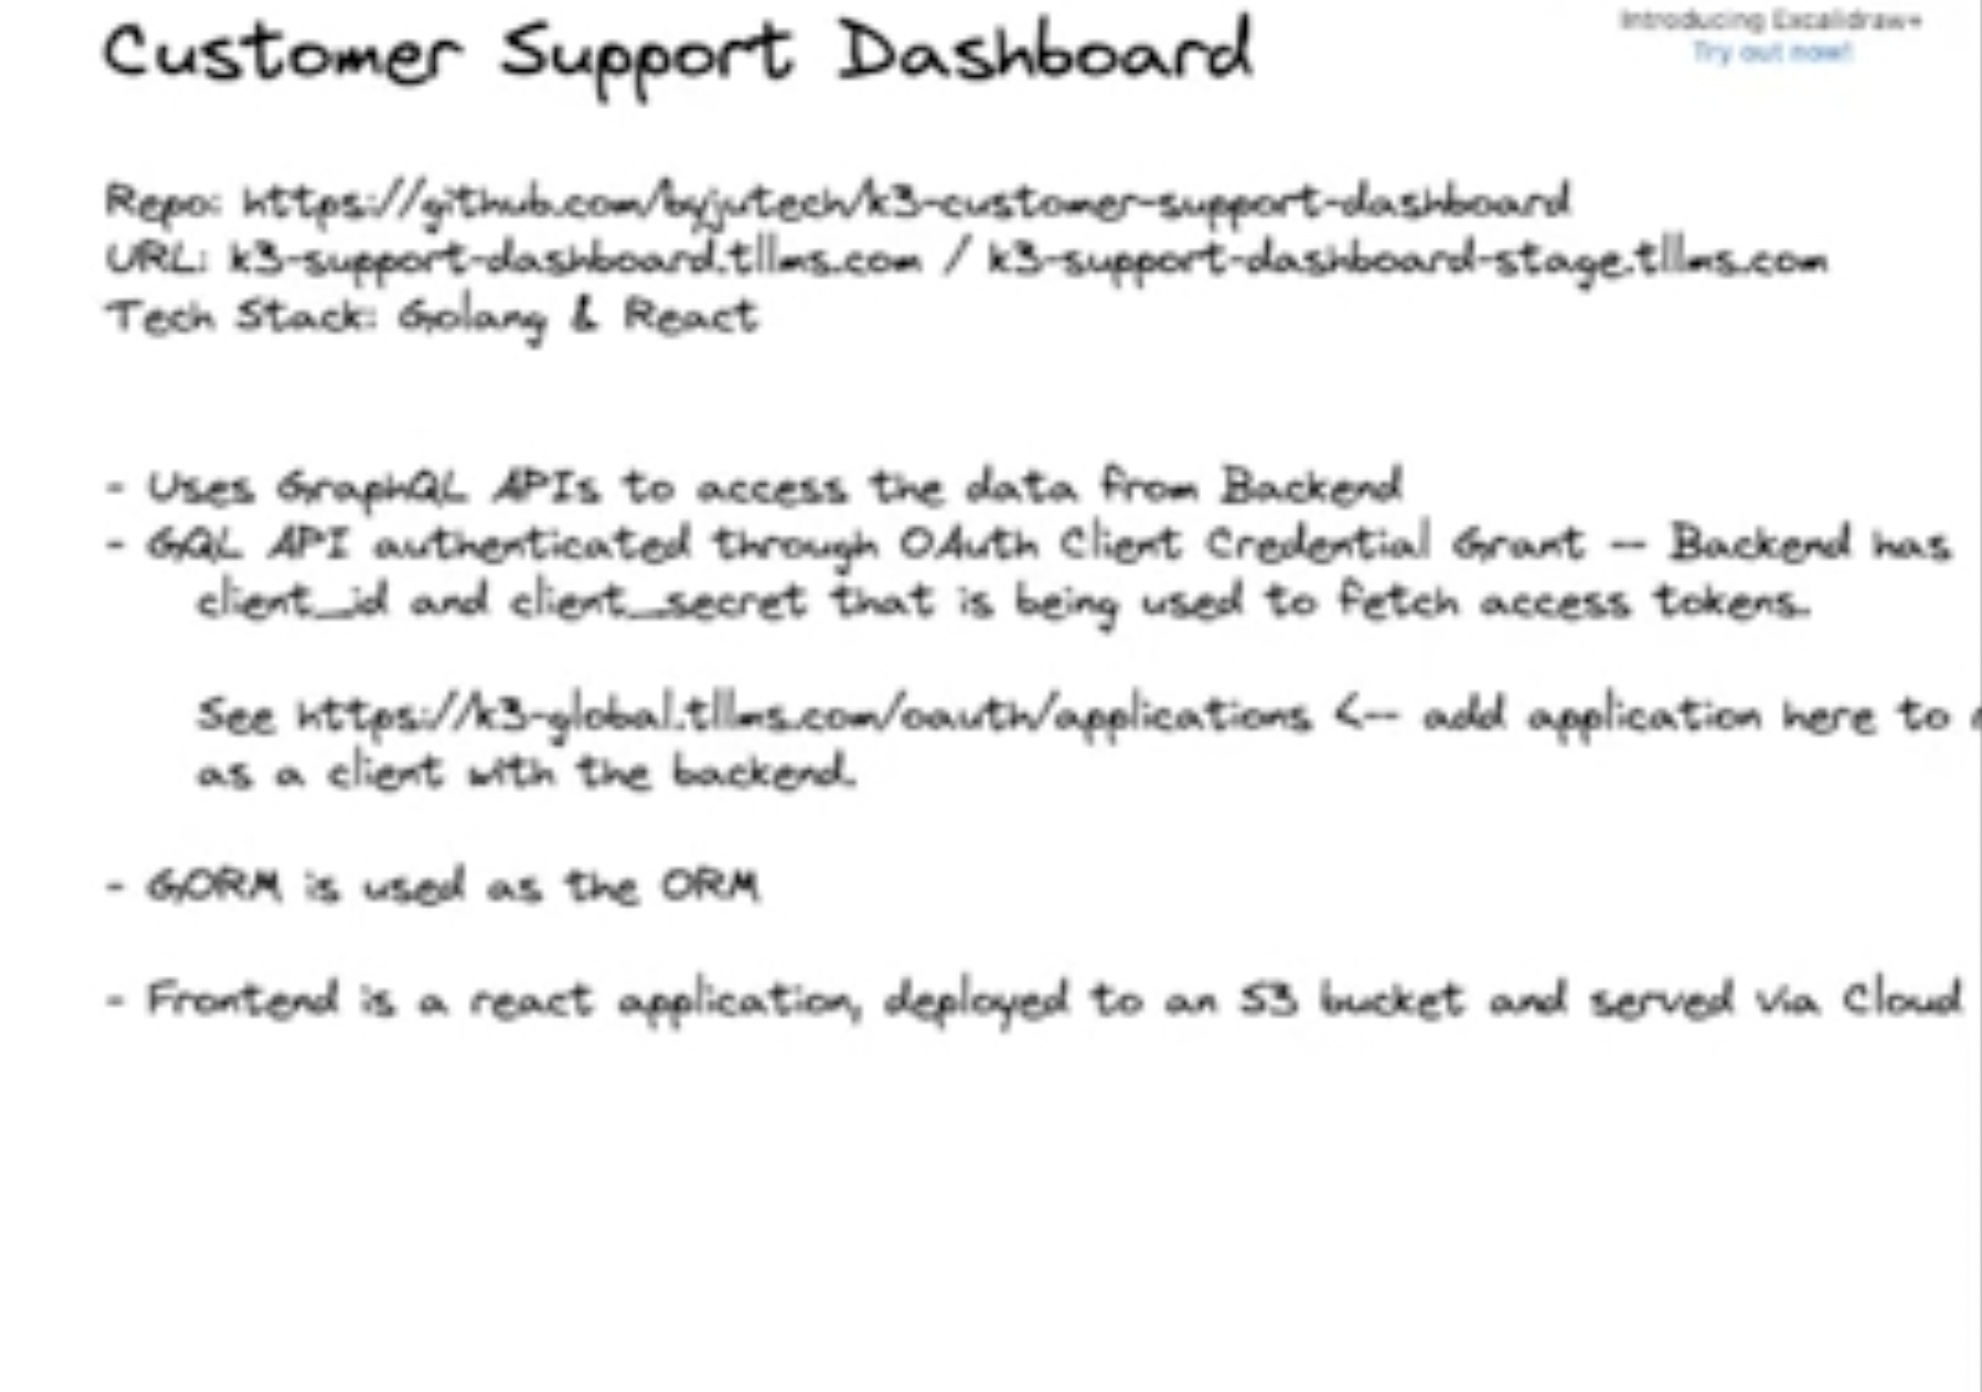 Customer Support Dashboard
Introducing Excalidraw+
Try out now!
Repo: https://github.com/byjutech/k3-customer-support-dashboard
URL: k3-support-dashboard.tllms.com / k3-support-dashboard-stage.tllms.com
Tech Stack: Golang & React
- Uses GraphQL APIs to access the data from Backend
- GQL API authenticated through OAuth Client Credential Grant -- Backend has
client_id and client_secret that is being used to fetch access tokens.
See https://k3-global.tllms.com/oauth/applications <-- add application here to
as a client with the backend.
- GORM is used as the ORM
- Frontend is a react application, deployed to an S3 bucket and served via Cloud